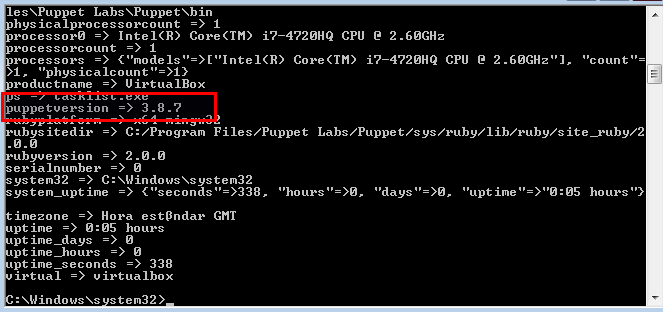 les\Puppet Labs\Puppet\bin
physicalprocessorcount => 1
processor0 => Intel(R) Core(TM) i7-4720HQ CPU @ 2.60GHz
processorcount => 1
processors => {"models"=>["Intel(R) Core(TM) i7-4720HQ CPU @ 2.60GHz"], "count"=
>1, "physicalcount"=>1}
productname => VirtualBox
ps => tasklist.exe
puppetversion => 3.8.7
rubyplatform => x64-mingw32
rubysitedir => C:/Program Files/Puppet Labs/Puppet/sys/ruby/lib/ruby/site_ruby/2
.0.0
rubyversion => 2.0.0
serialnumber => 0
system32 => C:\Windows\system32
system_uptime => {"seconds"=>338, "hours"=>0, "days"=>0, "uptime"=>"0:05 hours"}
timezone => Hora estßndar GMT
uptime => 0:05 hours
uptime_days => 0
uptime_hours => 0
uptime_seconds => 338
virtual => virtualbox
C:\Windows\system32>_